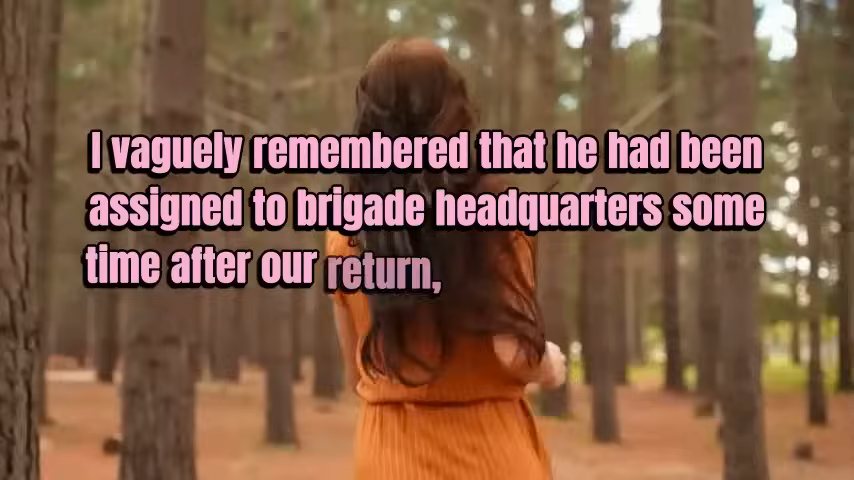 I vaguely remembered that he had been
assigned to brigade headquarters some
time after our return,